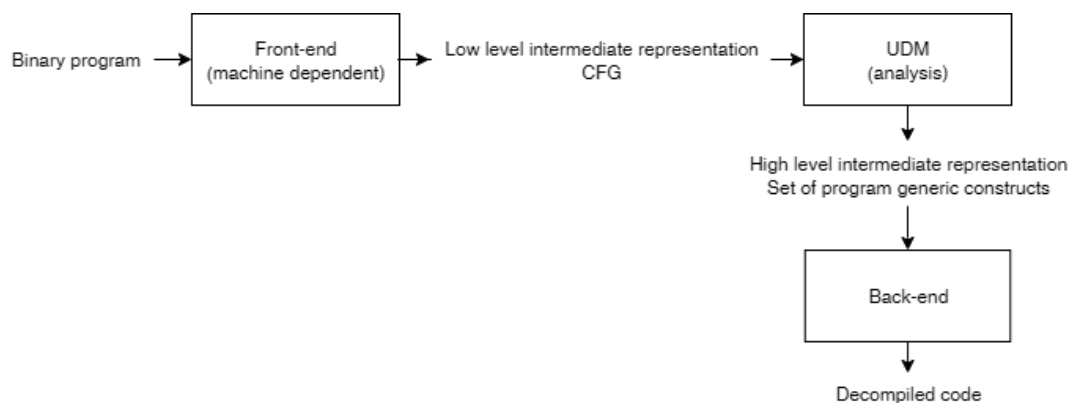 Binary program
Front-end
(machine dependent)
Low level intermediate representation
CFG
UDM
(analysis)
High level intermediate representation
Set of program generic constructs
Back-end
Decompiled code